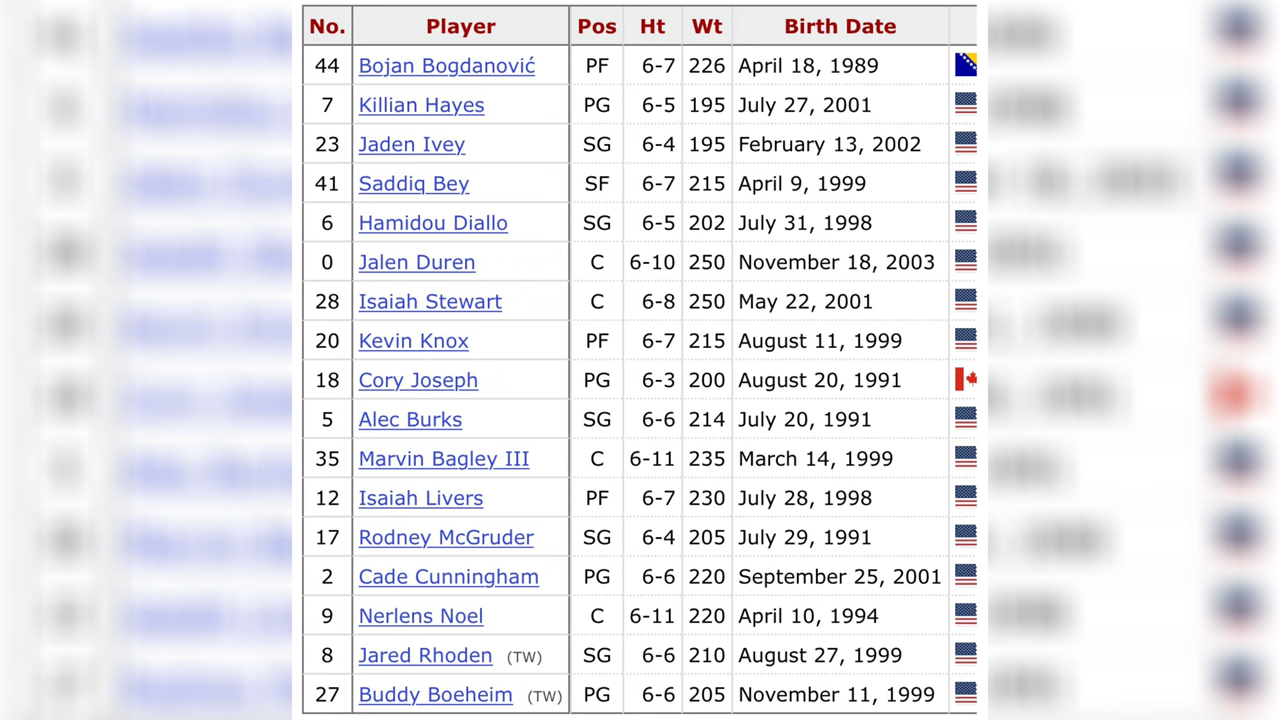 No. Player Pos Ht Wt Birth Date
44 Bojan Bogdanović PF 6-7 226 April 18, 1989
7 Killian Hayes PG 6-5 195 July 27, 2001
23 Jaden Ivey SG 6-4 195 February 13, 2002
41 Saddiq Bey SF 6-7 215 April 9, 1999
6 Hamidou Diallo SG 6-5 202 July 31, 1998
0 Jalen Duren C 6-10 250 November 18, 2003
28 Isaiah Stewart C 6-8 250 May 22, 2001
20 Kevin Knox PF 6-7 215 August 11, 1999
18 Cory Joseph PG 6-3 200 August 20, 1991
5 Alec Burks SG 6-6 214 July 20, 1991
35 Marvin Bagley III C 6-11 235 March 14, 1999
12 Isaiah Livers PF 6-7 230 July 28, 1998
17 Rodney McGruder SG 6-4 205 July 29, 1991
2 Cade Cunningham PG 6-6 220 September 25, 2001
9 Nerlens Noel C 6-11 220 April 10, 1994
8 Jared Rhoden (TW) SG 6-6 210 August 27, 1999
27 Buddy Boeheim (TW) PG 6-6 205 November 11, 1999